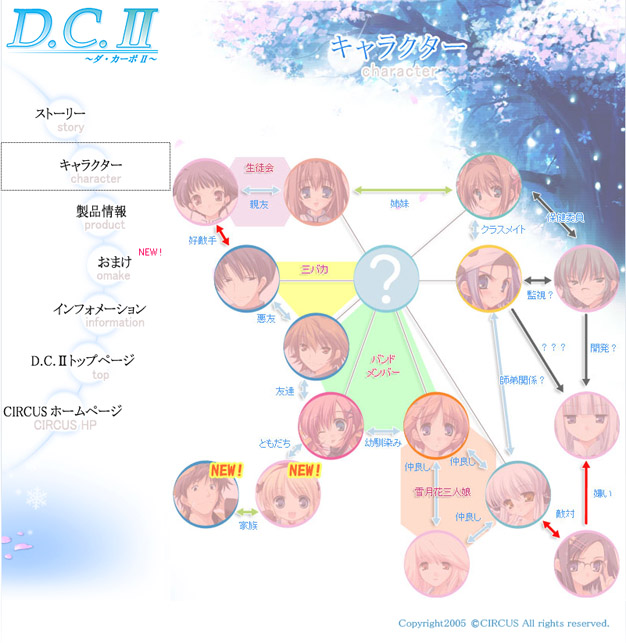 D.C.Ⅱ
～ダ・カーポⅡ～
キャラクター
character
ストーリー
story
キャラクター
character
製品情報
product
おまけ
NEW!
omake
インフォメーション
information
D.C.Ⅱトップページ
top
CIRCUS ホームページ
CIRCUS HP
生徒会
親友
姉妹
保健委員
クラスメイト
好敵手
三バカ
?
監視？
悪友
バンド
メンバー
？？？
開発？
師弟関係？
友達
ともだち
幼馴染み
仲良し
仲良し
NEW!
NEW!
雪月花三人娘
嫌い
家族
仲良し
敵対
Copyright2005 ©CIRCUS All rights reserved.